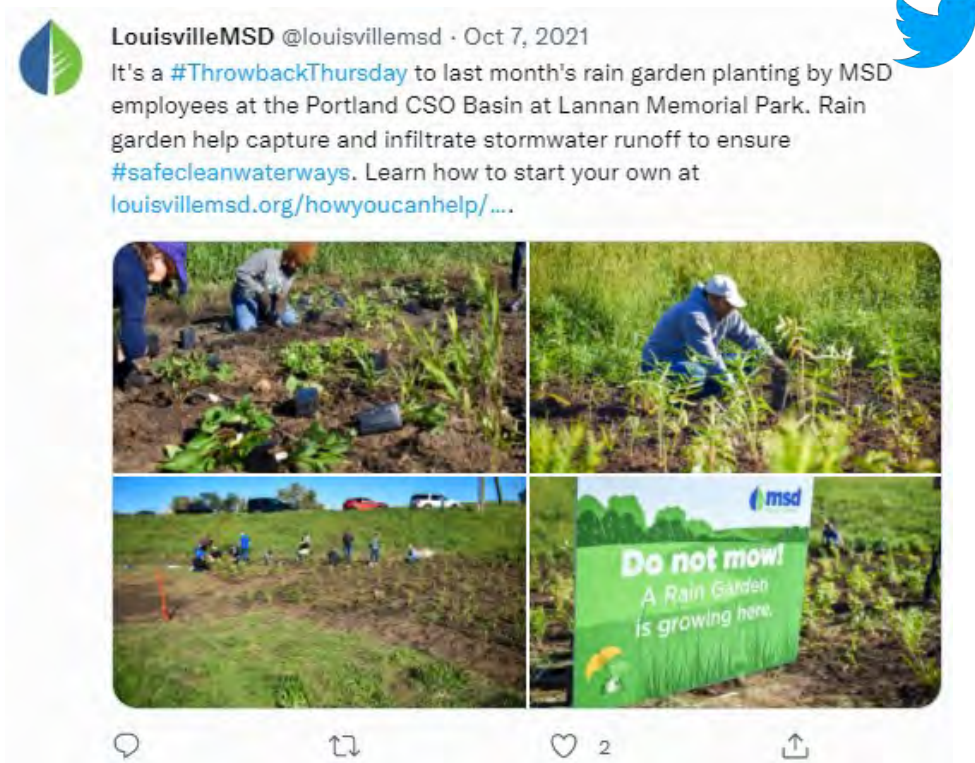 LouisvilleMSD @louisvillemsd · Oct 7, 2021
It's a #ThrowbackThursday to last month's rain garden planting by MSD
employees at the Portland CSO Basin at Lannan Memorial Park. Rain
garden help capture and infiltrate stormwater runoff to ensure
#safecleanwaterways. Learn how to start your own at
louisvillemsd.org/howyoucanhelp/....
msd
Do not mow!
A Rain Garden
is growing here.
2